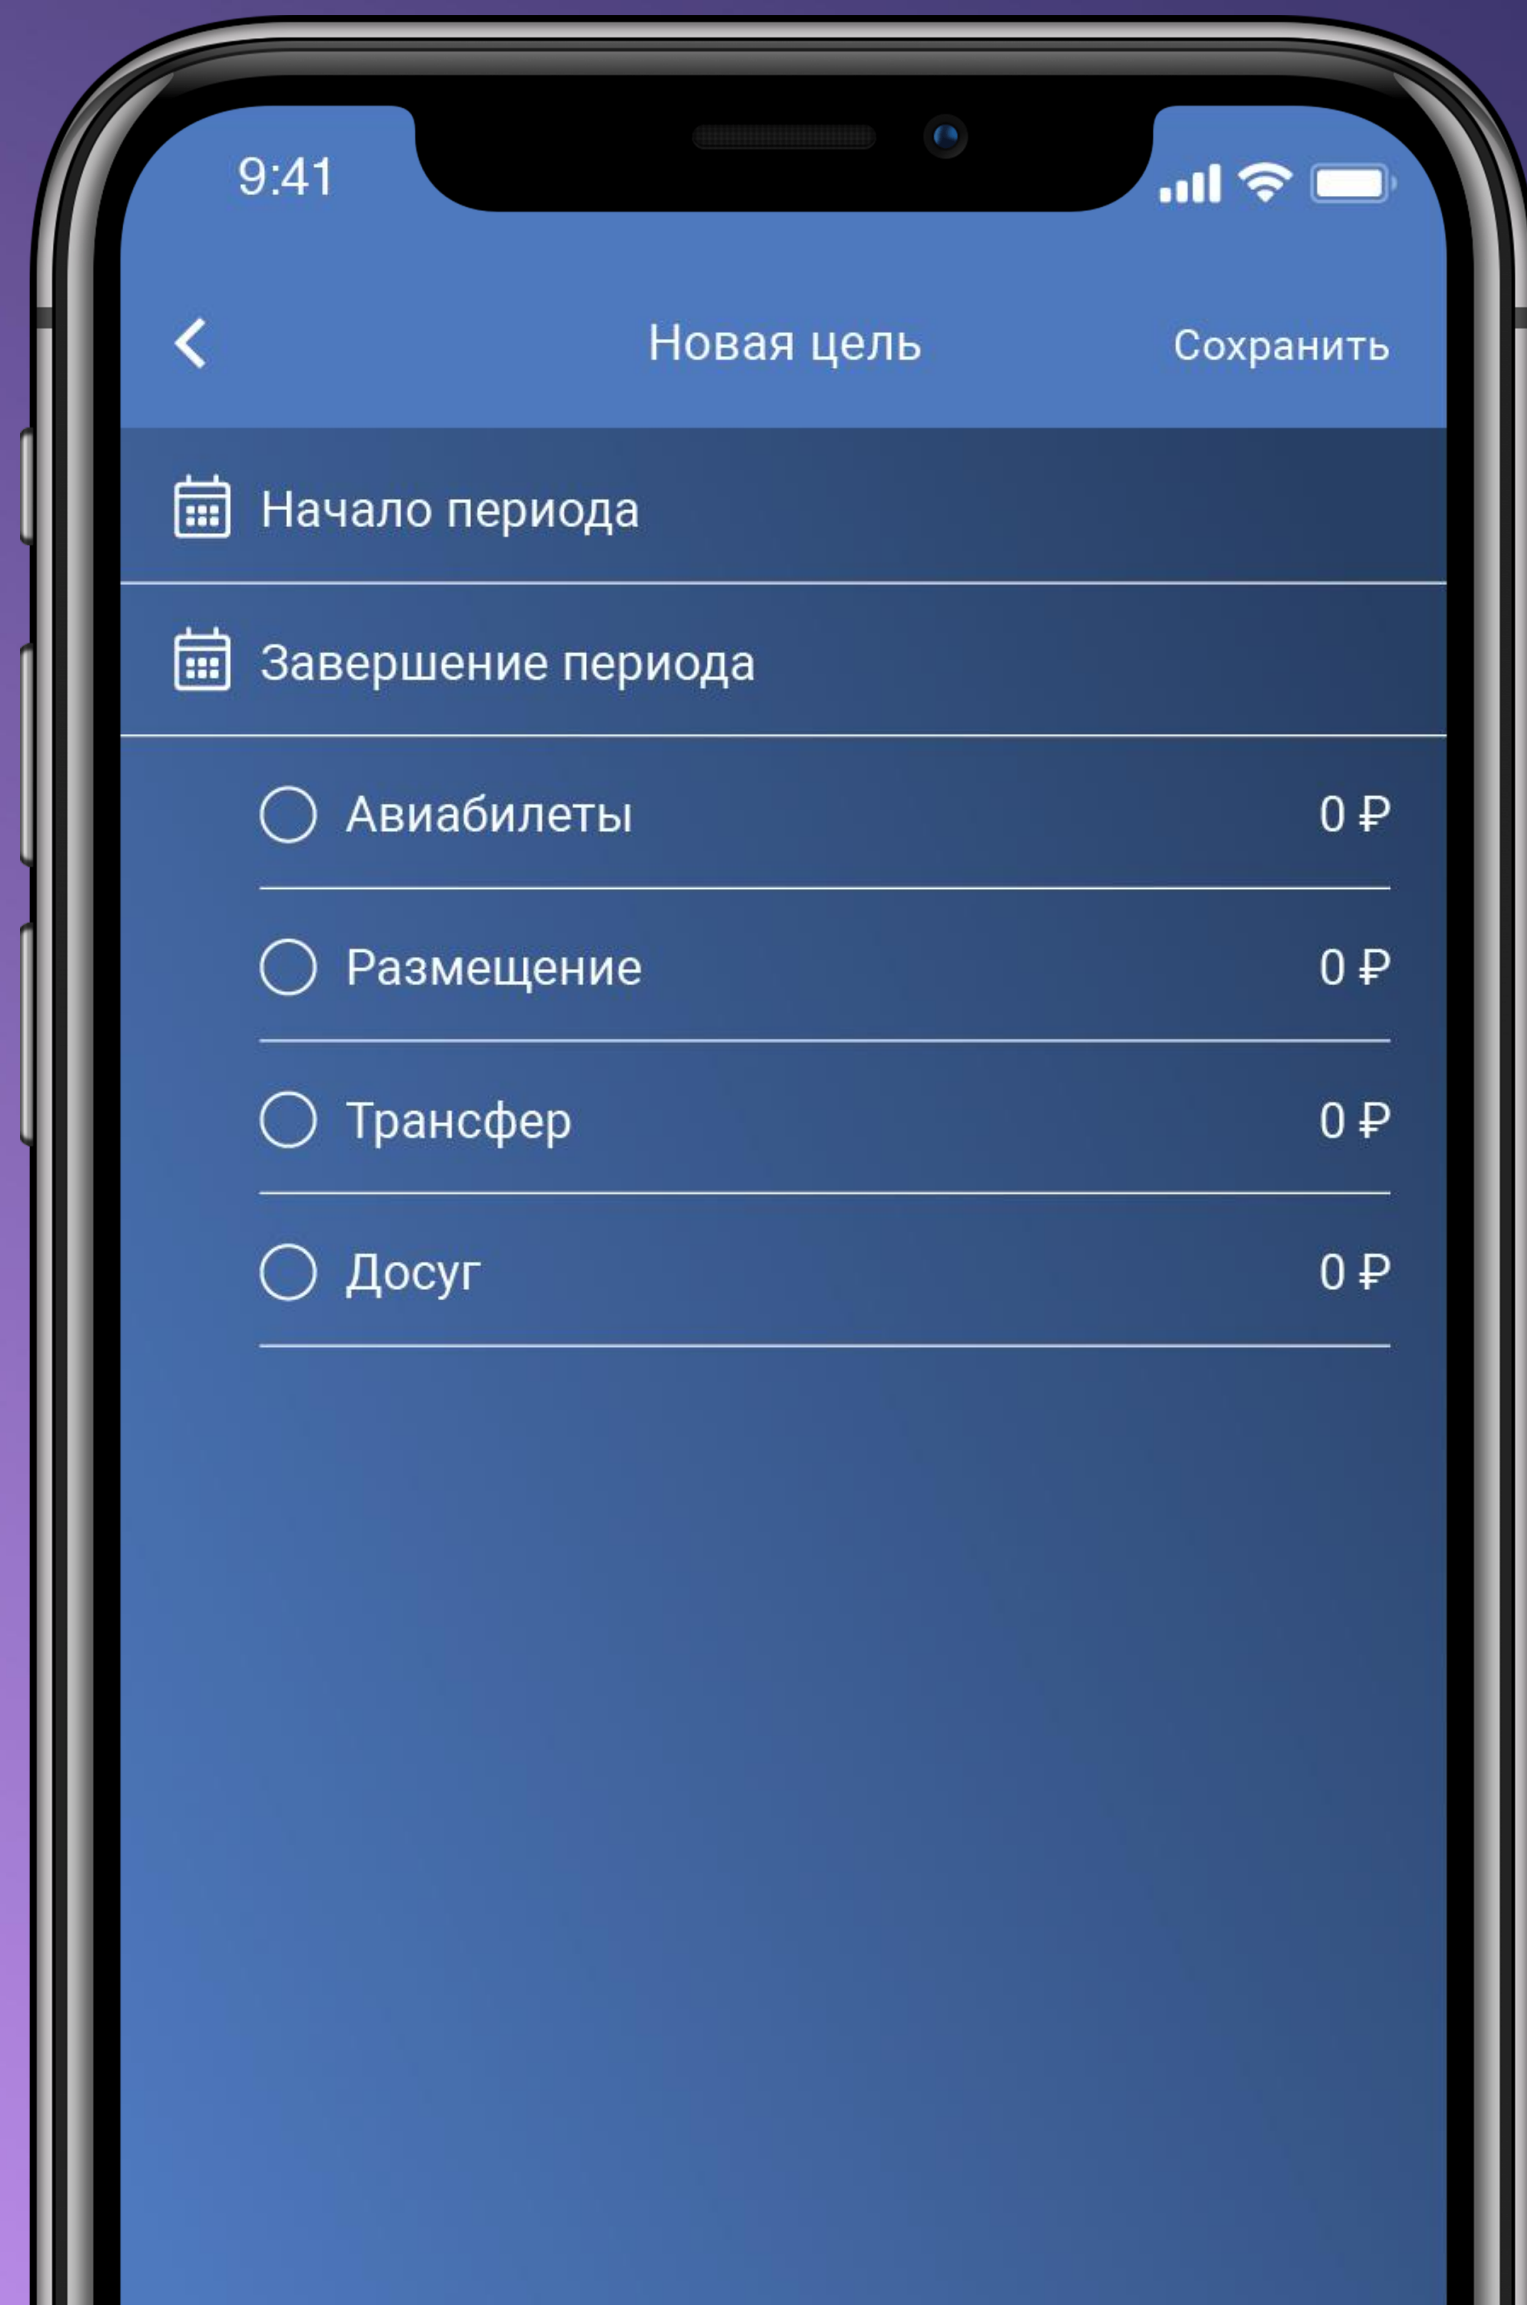 9:41
Новая цель
Сохранить
Начало периода
Завершение периода
Авиабилеты 0 ₽
Размещение 0 ₽
Трансфер 0 ₽
Досуг 0 ₽